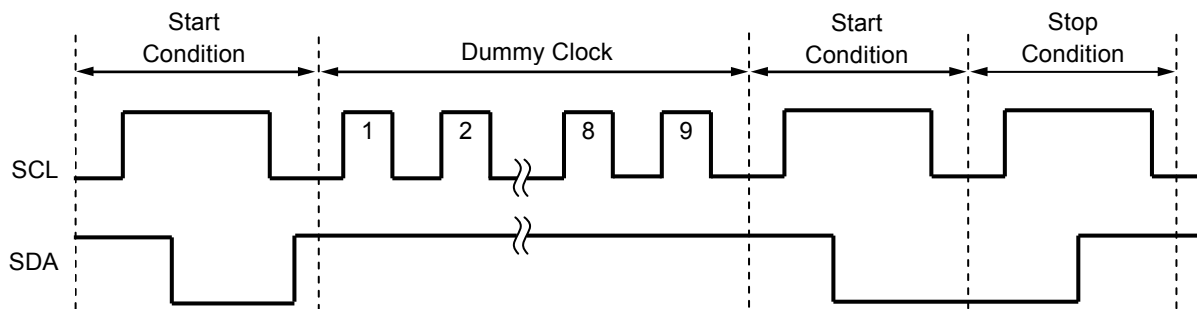 Start
Condition
Dummy Clock
Start
Condition
Stop
Condition
SCL
1
2
8
9
SDA